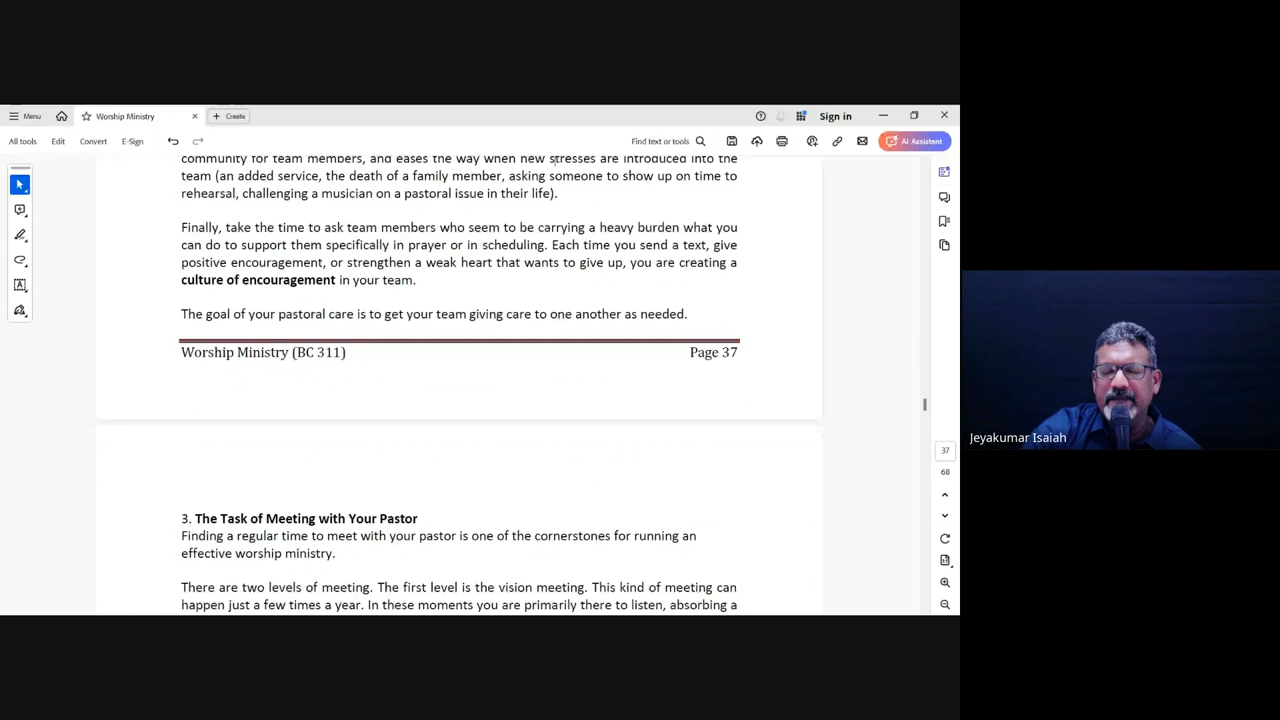 Menu
Worship Ministry
Create
Sign in
All tools
Edit
Convert
E-Sign
Find text or tools
AI Assistant
community for team members, and eases the way when new stresses are introduced into the
team (an added service, the death of a family member, asking someone to show up on time to
rehearsal, challenging a musician on a pastoral issue in their life).
Finally, take the time to ask team members who seem to be carrying a heavy burden what you
can do to support them specifically in prayer or in scheduling. Each time you send a text, give
positive encouragement, or strengthen a weak heart that wants to give up, you are creating a
culture of encouragement in your team.
The goal of your pastoral care is to get your team giving care to one another as needed.
Worship Ministry (BC 311)
Page 37
3. The Task of Meeting with Your Pastor
Finding a regular time to meet with your pastor is one of the cornerstones for running an
effective worship ministry.
There are two levels of meeting. The first level is the vision meeting. This kind of meeting can
happen just a few times a year. In these moments you are primarily there to listen, absorbing a
37
68
Jeyakumar Isaiah